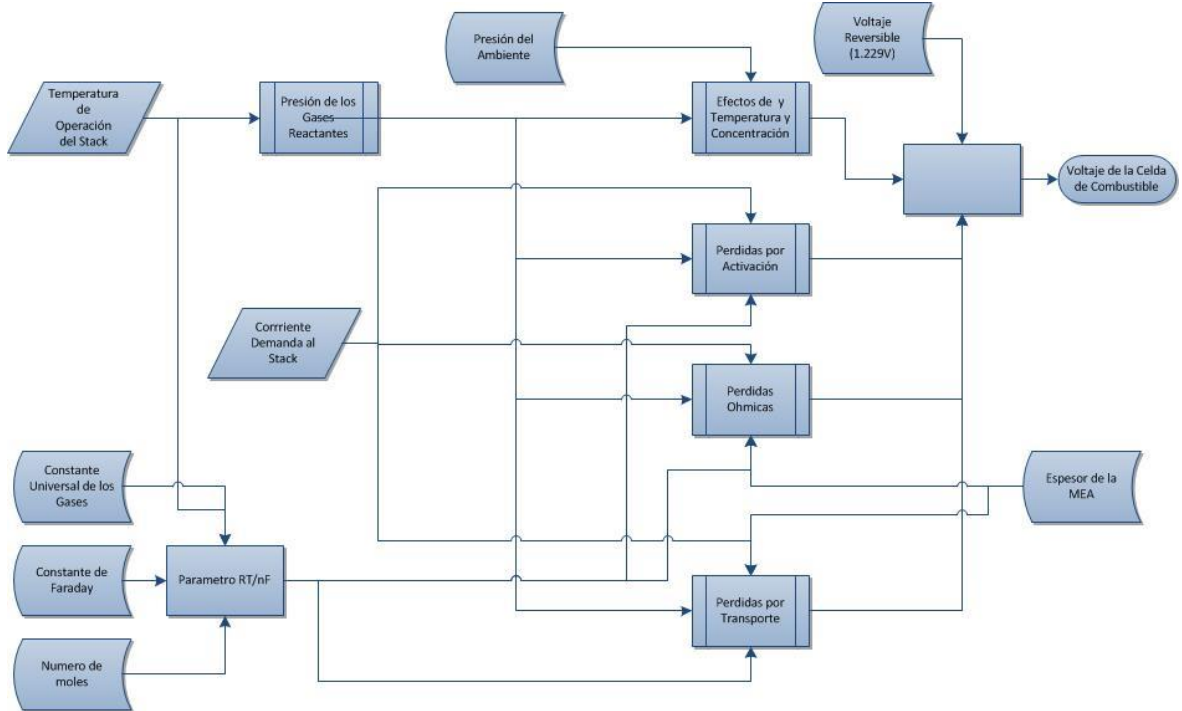 Presión del
Ambiente
Voltaje
Reversible
(1.229V)
Temperatura
de
Operación
del Stack
Presión de los
Gases
Reactantes
Efectos de y
Temperatura y
Concentración
Voltaje de la Celda
de Combustible
Perdidas por
Activación
Corrriente
Demanda al
Stack
Perdidas
Ohmicas
Constante
Universal de los
Gases
Espesor de la
MEA
Constante de
Faraday
Parametro RT/nF
Perdidas por
Transporte
Numero de
moles